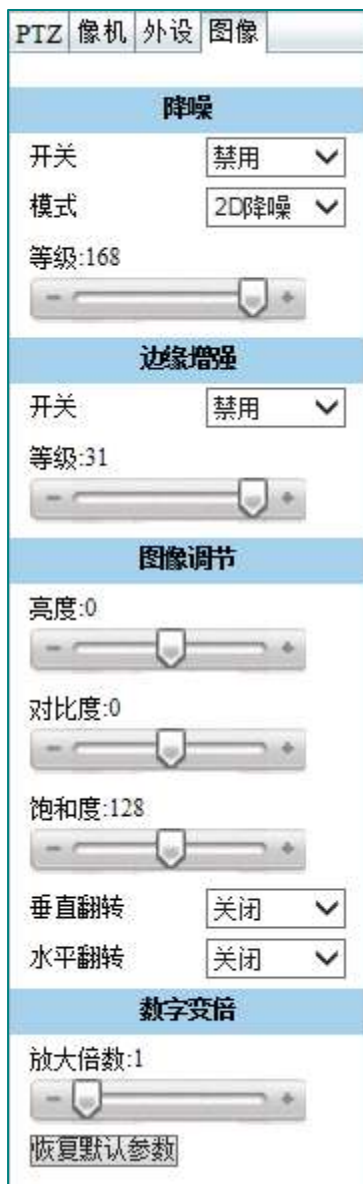 PTZ 像机 外设 图像
降噪
开关 禁用
模式 2D降噪
等级:168
边缘增强
开关 禁用
等级:31
图像调节
亮度:0
对比度:0
饱和度:128
垂直翻转 关闭
水平翻转 关闭
数字变倍
放大倍数:1
恢复默认参数